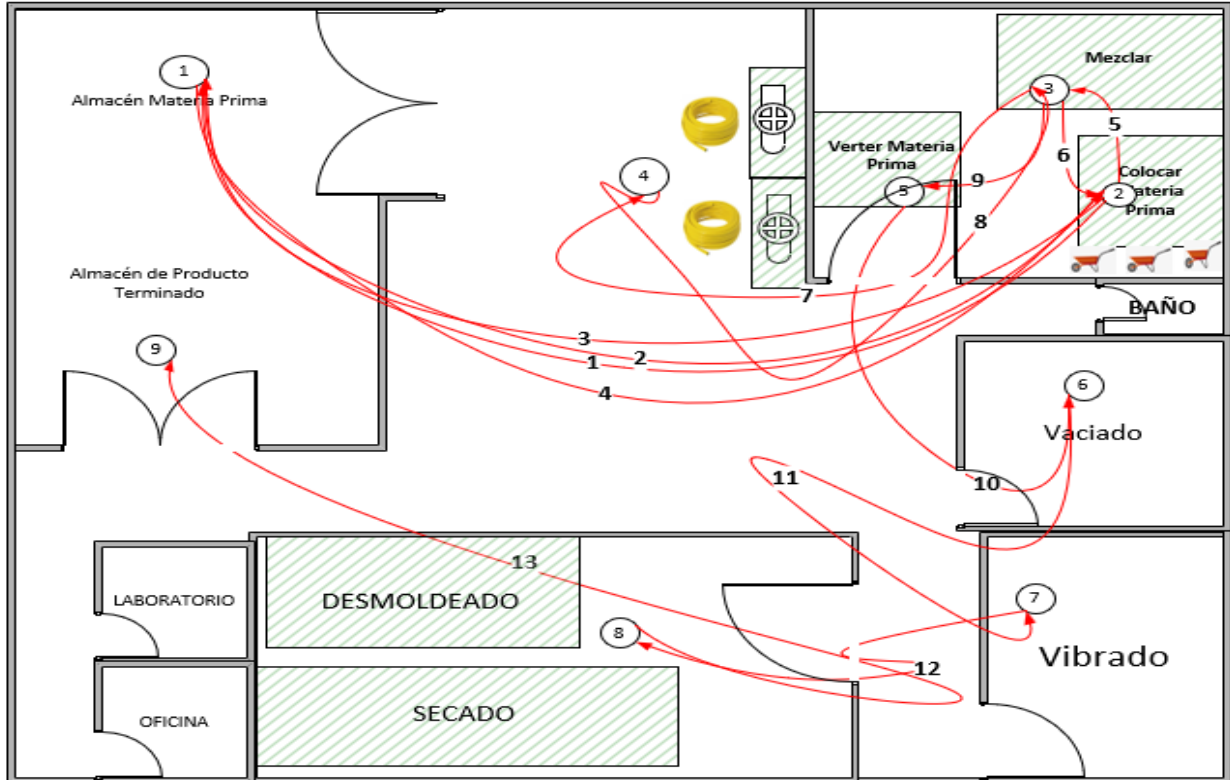 1
Almacén Materia Prima
Almacén de Producto
Terminado
9
4
Mezclar
3
5
6
Verter Materia
Prima
5
9
8
Colocar
Materia
Prima
2
7
3
2
1
4
BAÑO
6
Vaciado
10
11
13
LABORATORIO
DESMOLDEADO
8
12
7
Vibrado
OFICINA
SECADO